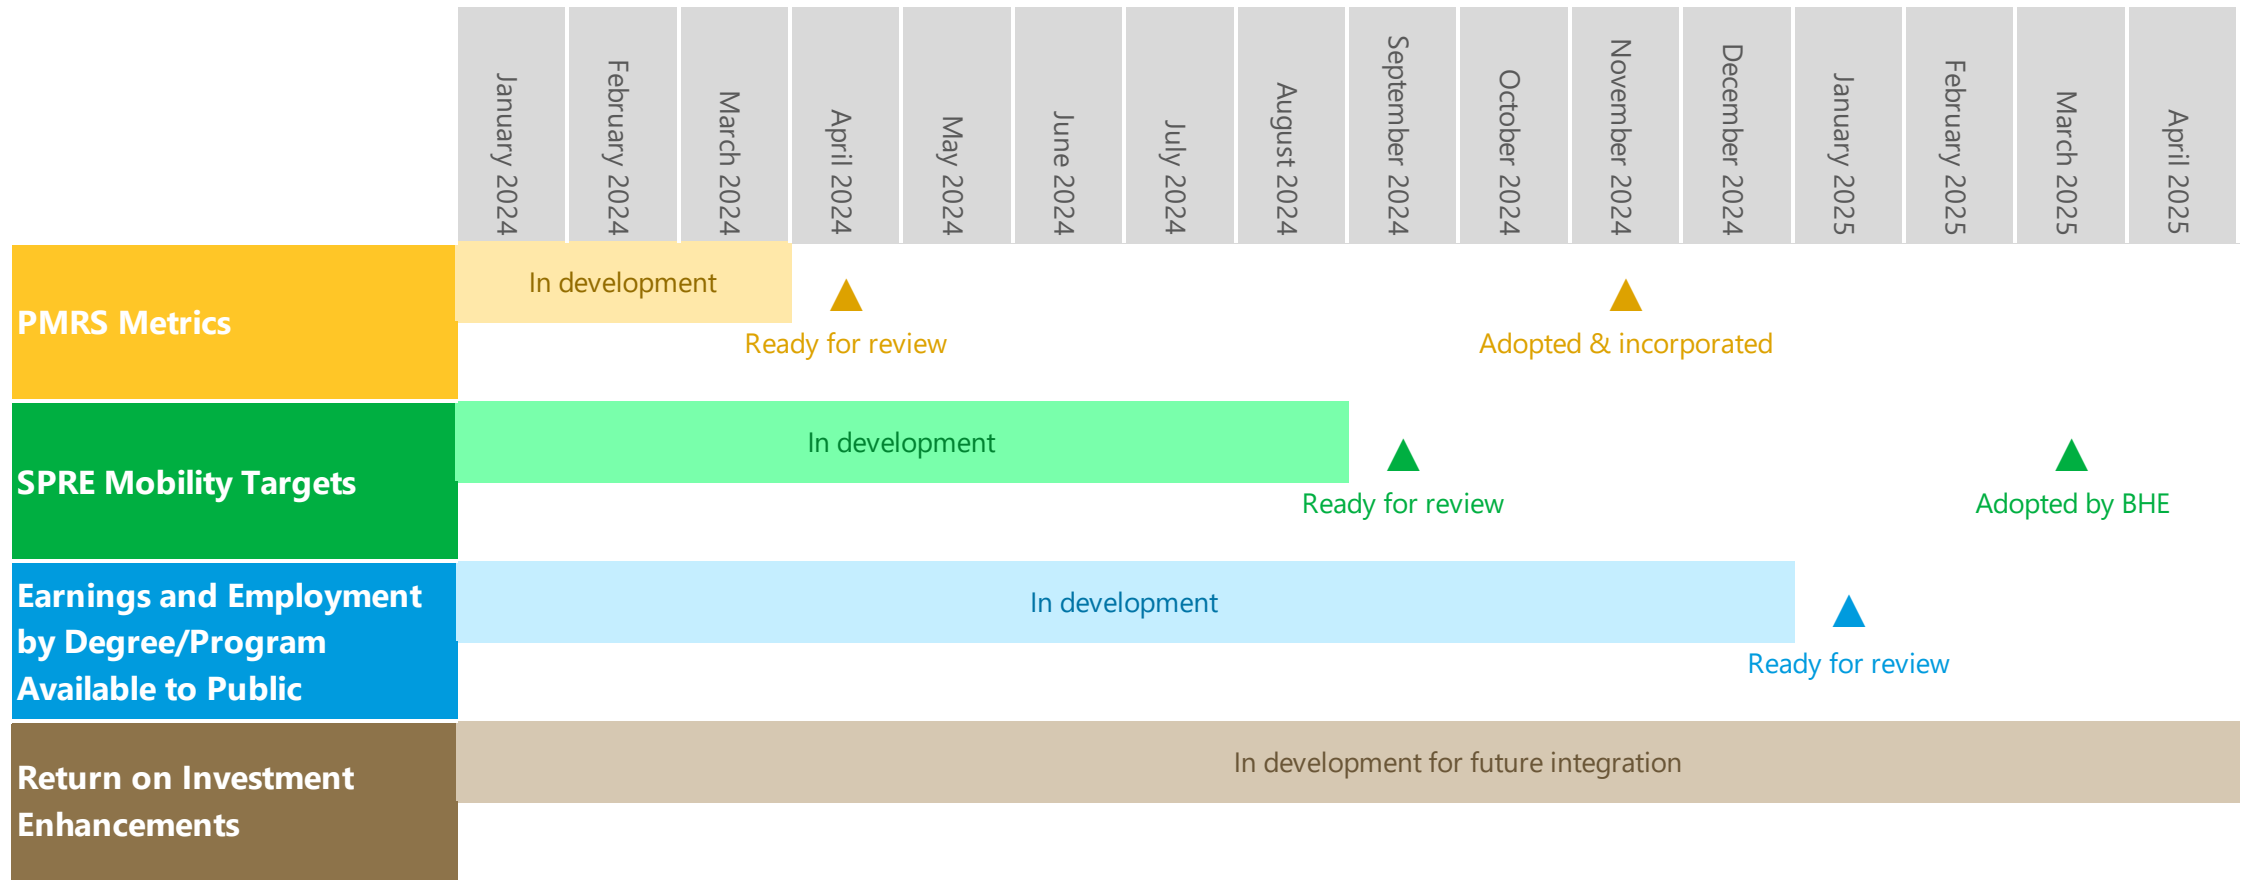 January 2024
February 2024
March 2024
April 2024
May 2024
June 2024
July 2024
August 2024
September 2024
October 2024
November 2024
December 2024
January 2025
February 2025
March 2025
April 2025
PMRS Metrics
In development
Ready for review
Adopted & incorporated
SPRE Mobility Targets
In development
Ready for review
Adopted by BHE
Earnings and Employment
by Degree/Program
Available to Public
In development
Ready for review
Return on Investment
Enhancements
In development for future integration